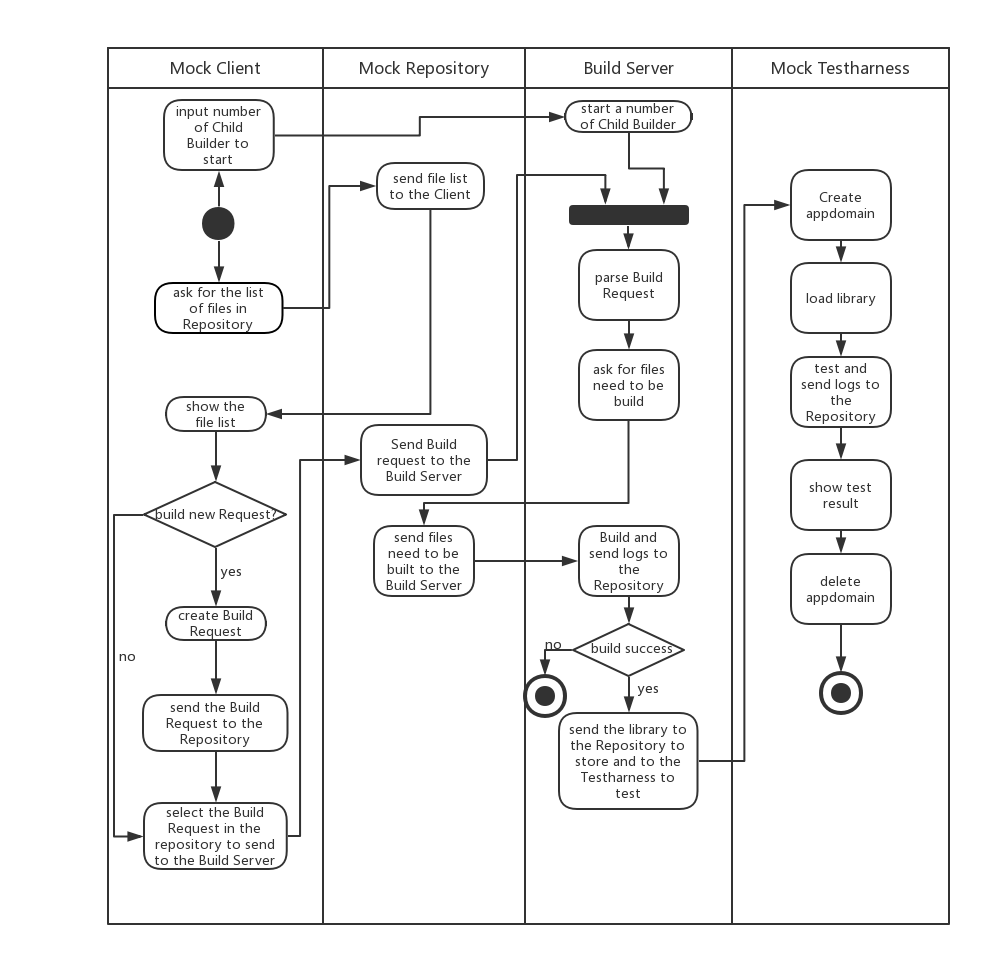 Mock Client
Mock Repository
Build Server
Mock Testharness
input number
of Child
Builder to
start
ask for the list
of files in
Repository
show the
file list
build new Request?
yes
no
create Build
Request
send the Build
Request to the
Repository
select the Build
Request in the
repository to send
to the Build Server
send file list
to the Client
Send Build
request to the
Build Server
send files
need to be
built to the
Build Server
start a number
of Child Builder
parse Build
Request
ask for files
need to be
build
Build and
send logs to
the
Repository
build success
no
yes
send the library to
the Repository to
store and to the
Testharness to
test
Create
appdomain
load library
test and
send logs to
the
Repository
show test
result
delete
appdomain